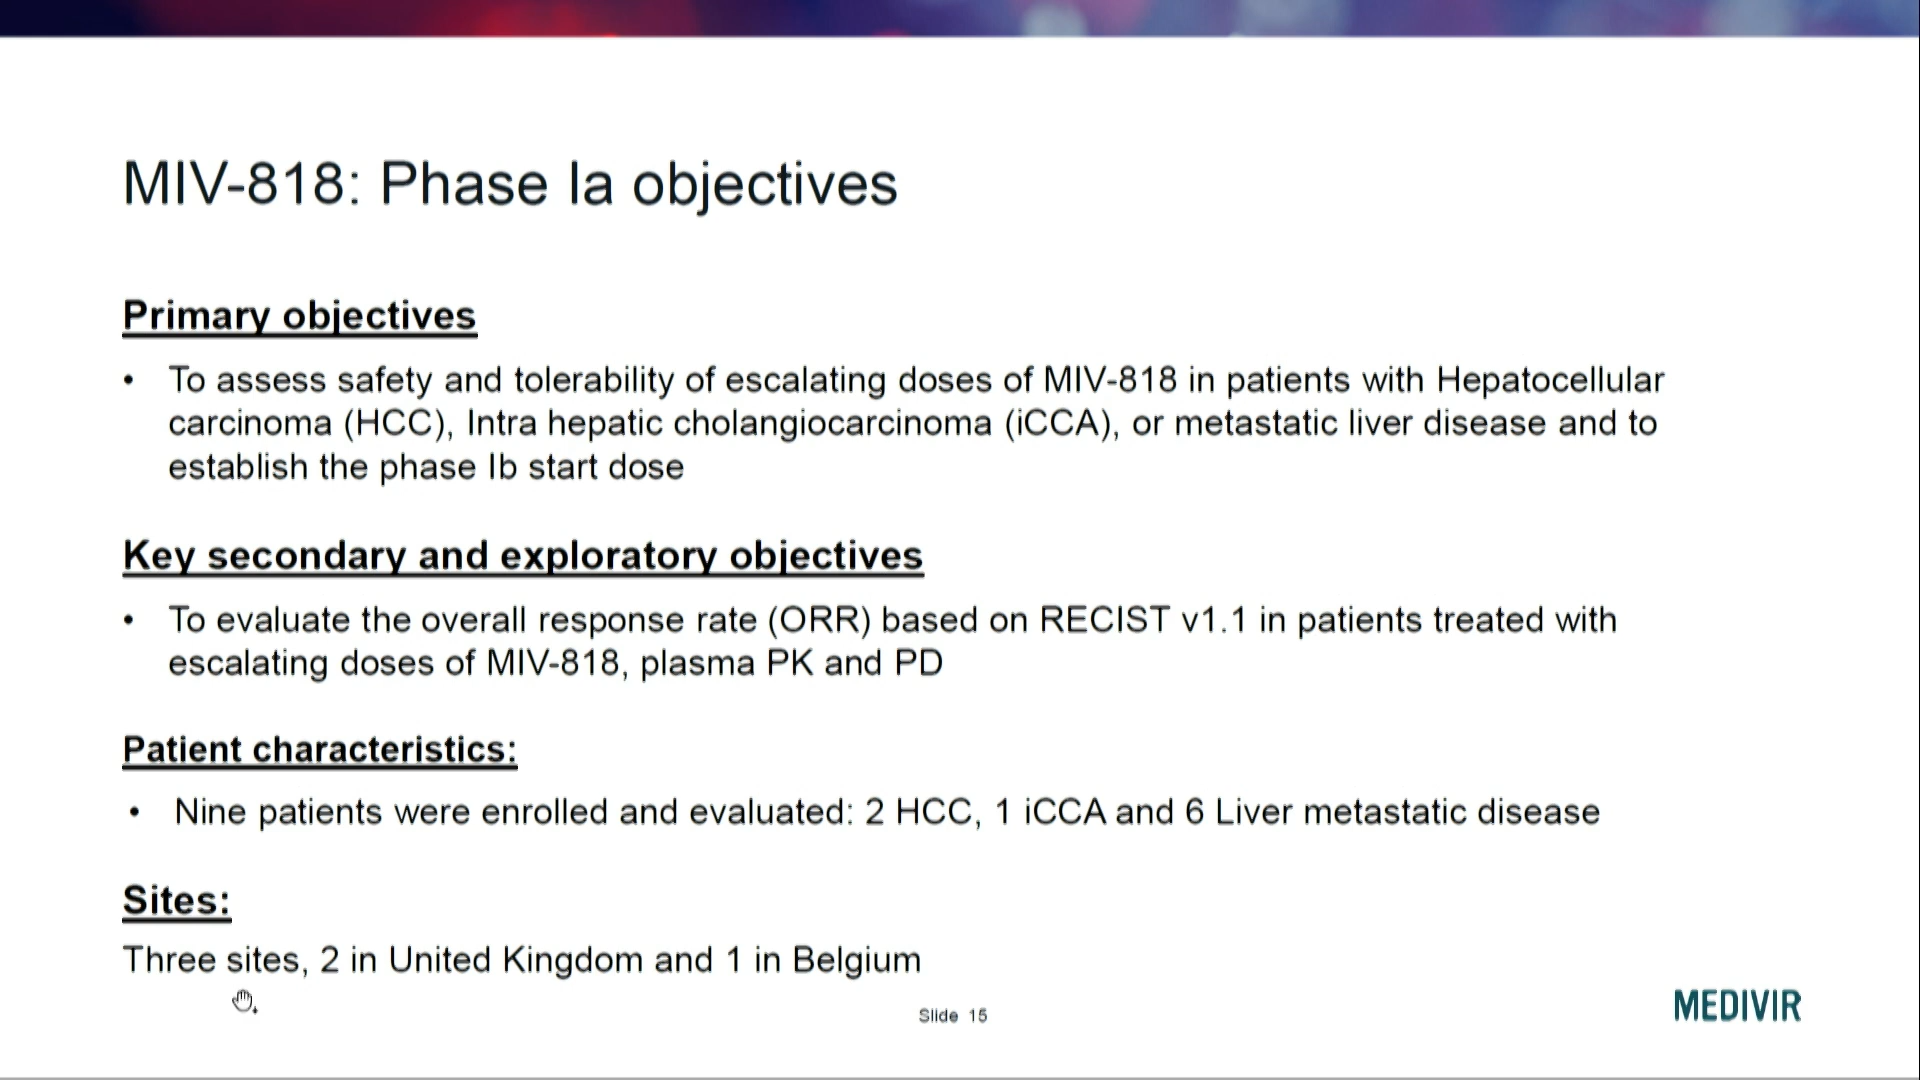 MIV-818: Phase Ia objectives
Primary objectives
• To assess safety and tolerability of escalating doses of MIV-818 in patients with Hepatocellular
carcinoma (HCC), Intra hepatic cholangiocarcinoma (iCCA), or metastatic liver disease and to
establish the phase Ib start dose
Key secondary and exploratory objectives
• To evaluate the overall response rate (ORR) based on RECIST v1.1 in patients treated with
escalating doses of MIV-818, plasma PK and PD
Patient characteristics:
• Nine patients were enrolled and evaluated: 2 HCC, 1 iCCA and 6 Liver metastatic disease
Sites:
Three sites, 2 in United Kingdom and 1 in Belgium
Slide 15
MEDIVIR